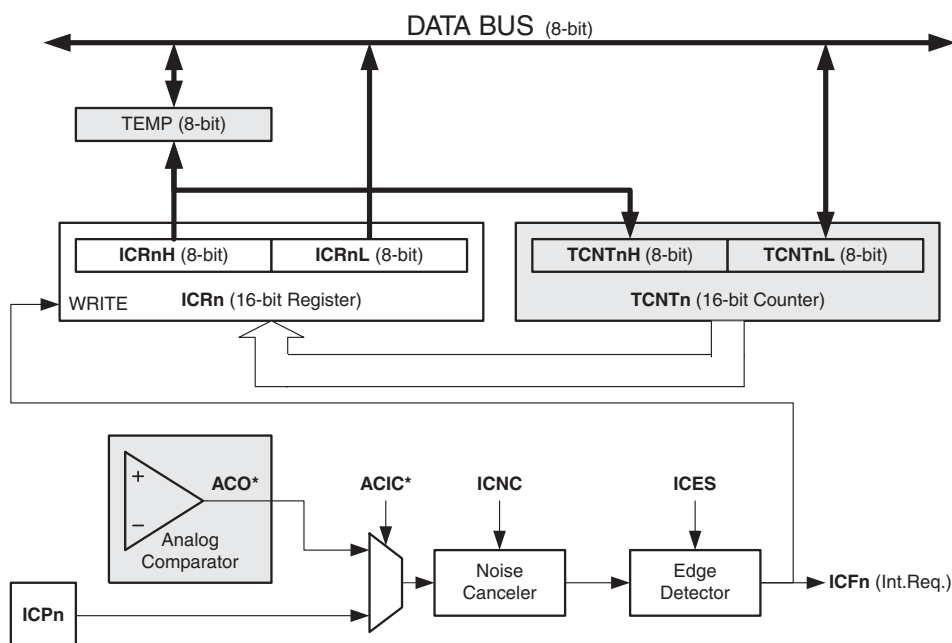 DATA BUS (8-bit)
TEMP (8-bit)
ICRnH (8-bit)
ICRnL (8-bit)
TCNTnH (8-bit)
TCNTnL (8-bit)
WRITE
ICRn (16-bit Register)
TCNTn (16-bit Counter)
+
−
ACO*
Analog
Comparator
ACIC*
ICNC
ICES
Noise
Canceler
Edge
Detector
ICFn (Int.Req.)
ICPn